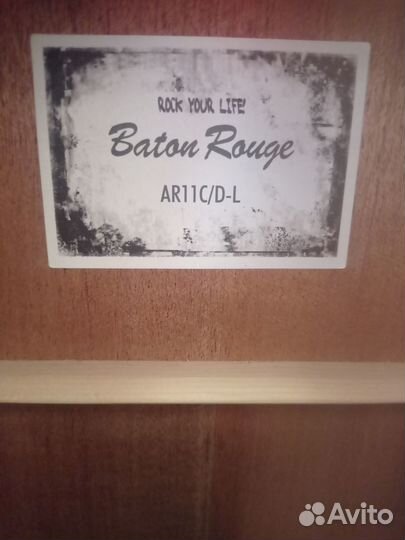 ROCK YOUR LIFE!
Baton Rouge
AR11C/D-L
Avito